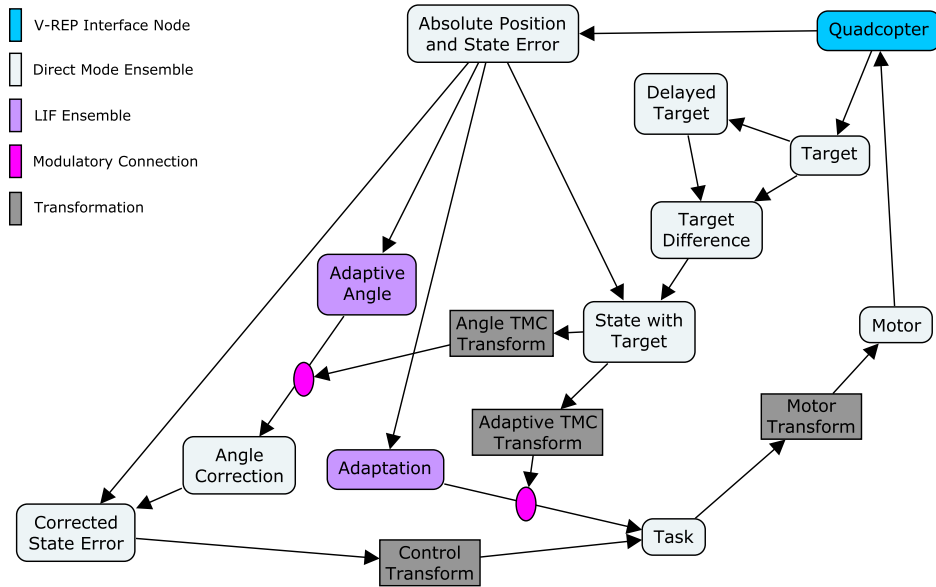 V-REP Interface Node
Direct Mode Ensemble
LIF Ensemble
Modulatory Connection
Transformation
Absolute Position
and State Error
Quadcopter
Delayed
Target
Target
Target
Difference
Adaptive
Angle
Angle TMC
Transform
State with
Target
Motor
Adaptive TMC
Transform
Motor
Transform
Angle
Correction
Adaptation
Corrected
State Error
Control
Transform
Task